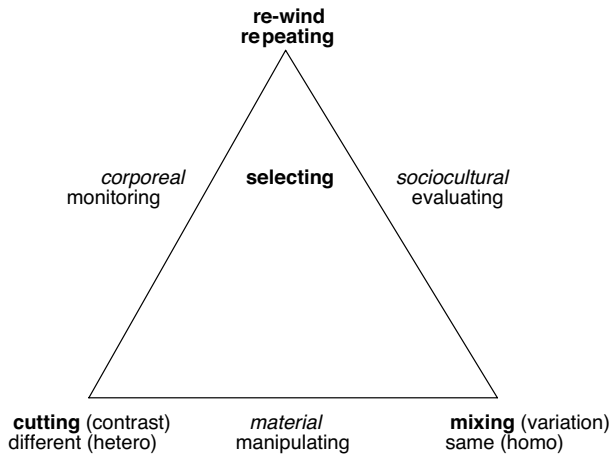 re-wind
repeating
corporeal
monitoring
selecting
sociocultural
evaluating
cutting (contrast)
different (hetero)
material
manipulating
mixing (variation)
same (homo)